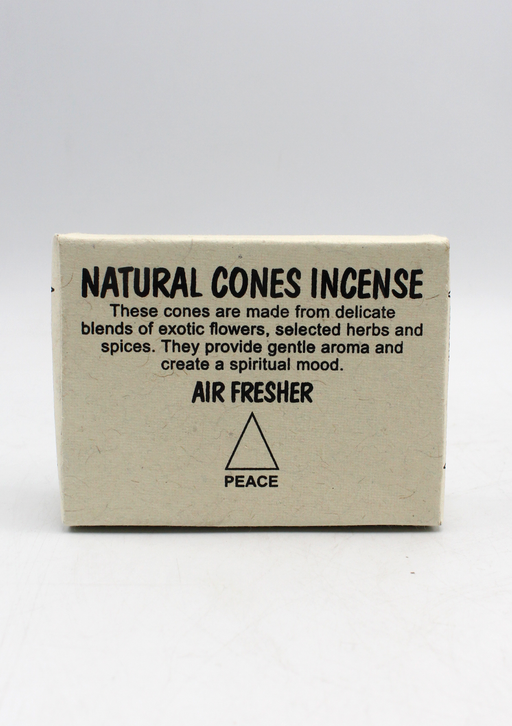 NATURAL CONES INCENSE
These cones are made from delicate
blends of exotic flowers, selected herbs and
spices. They provide gentle aroma and
create a spiritual mood.
AIR FRESHER
PEACE